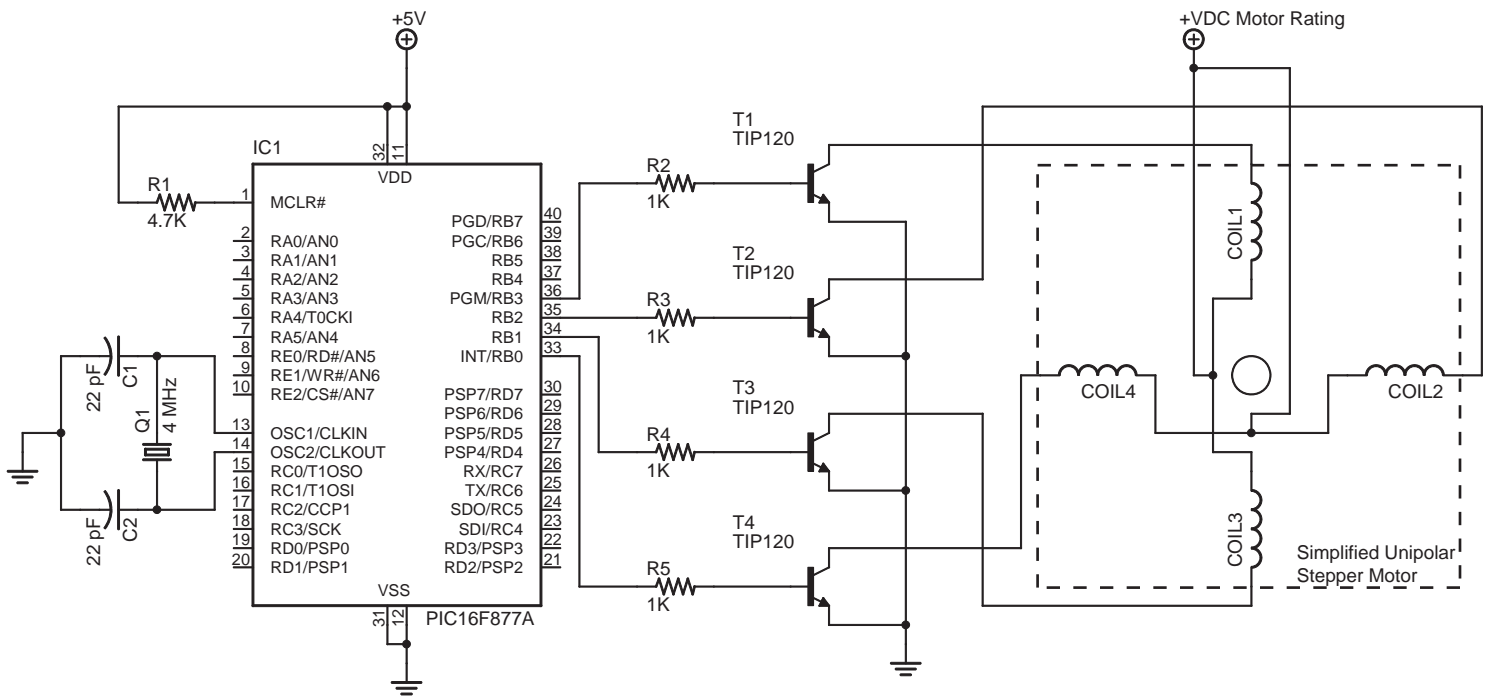 +5V
+VDC Motor Rating
IC1
R1
4.7K
1
MCLR#
32
11
VDD
2
RA0/AN0
3
RA1/AN1
4
RA2/AN2
5
RA3/AN3
6
RA4/T0CKI
7
RA5/AN4
8
RE0/RD#/AN5
9
RE1/WR#/AN6
10
RE2/CS#/AN7
13
OSC1/CLKIN
14
OSC2/CLKOUT
15
RC0/T1OSO
16
RC1/T1OSI
17
RC2/CCP1
18
RC3/SCK
19
RD0/PSP0
20
RD1/PSP1
PGD/RB7
40
PGC/RB6
39
RB5
38
RB4
37
PGM/RB3
36
RB2
35
RB1
34
INT/RB0
33
PSP7/RD7
30
PSP6/RD6
29
PSP5/RD5
28
PSP4/RD4
27
RX/RC7
26
TX/RC6
25
SDO/RC5
24
SDI/RC4
23
RD3/PSP3
22
RD2/PSP2
21
VSS
31
12
PIC16F877A
22 pF
C1
Q1
4 MHz
22 pF
C2
R2
1K
R3
1K
R4
1K
R5
1K
T1
TIP120
T2
TIP120
T3
TIP120
T4
TIP120
COIL1
COIL4
COIL2
COIL3
Simplified Unipolar
Stepper Motor